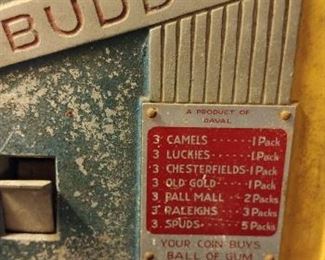 BUDD
A PRODUCT OF
DAVAL
3 CAMELS ······ 1 Pack
3 LUCKIES ······ 1 Pack
3 CHESTERFIELDS · 1 Pack
3 OLD GOLD ···· 1 Pack
3 PALL MALL ·· 2 Packs
3 RALEIGHS ··· 3 Packs
3 SPUDS ······ 5 Packs
YOUR COIN BUYS
BALL OF GUM